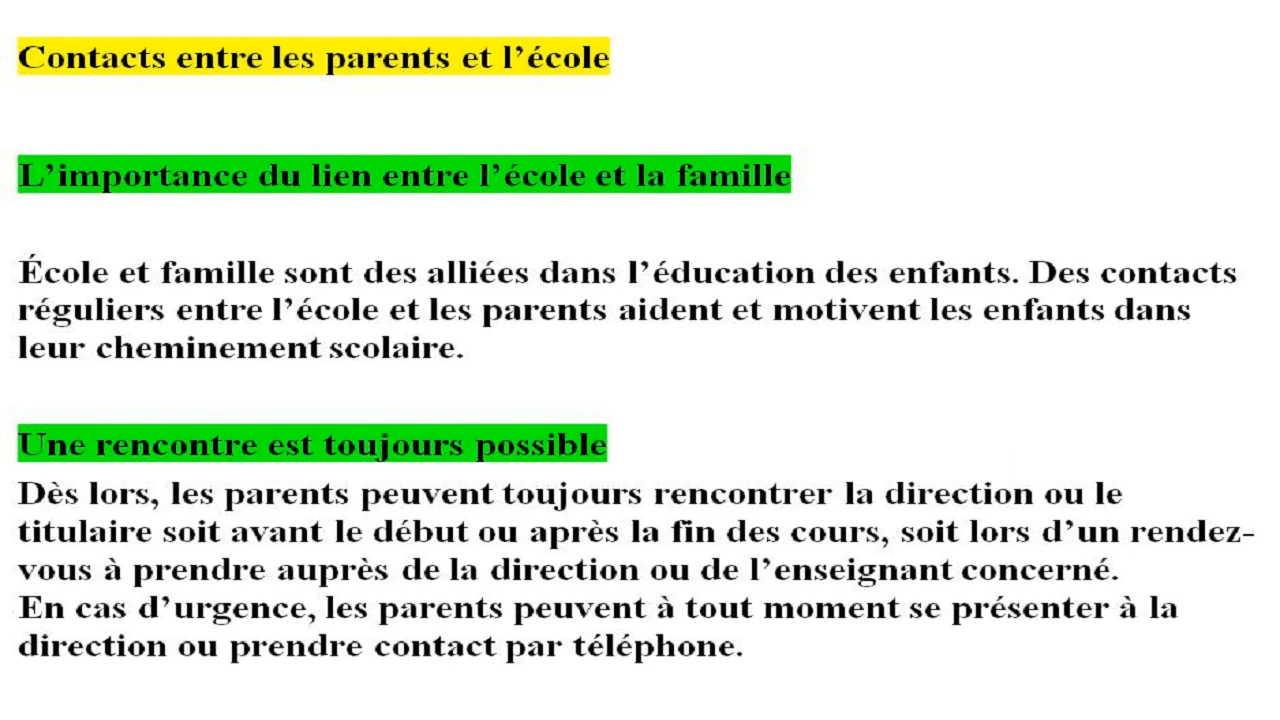 Contacts entre les parents et l’école
L’importance du lien entre l’école et la famille
École et famille sont des alliées dans l’éducation des enfants. Des contacts
réguliers entre l’école et les parents aident et motivent les enfants dans
leur cheminement scolaire.
Une rencontre est toujours possible
Dès lors, les parents peuvent toujours rencontrer la direction ou le
titulaire soit avant le début ou après la fin des cours, soit lors d’un rendez-
vous à prendre auprès de la direction ou de l’enseignant concerné.
En cas d’urgence, les parents peuvent à tout moment se présenter à la
direction ou prendre contact par téléphone.